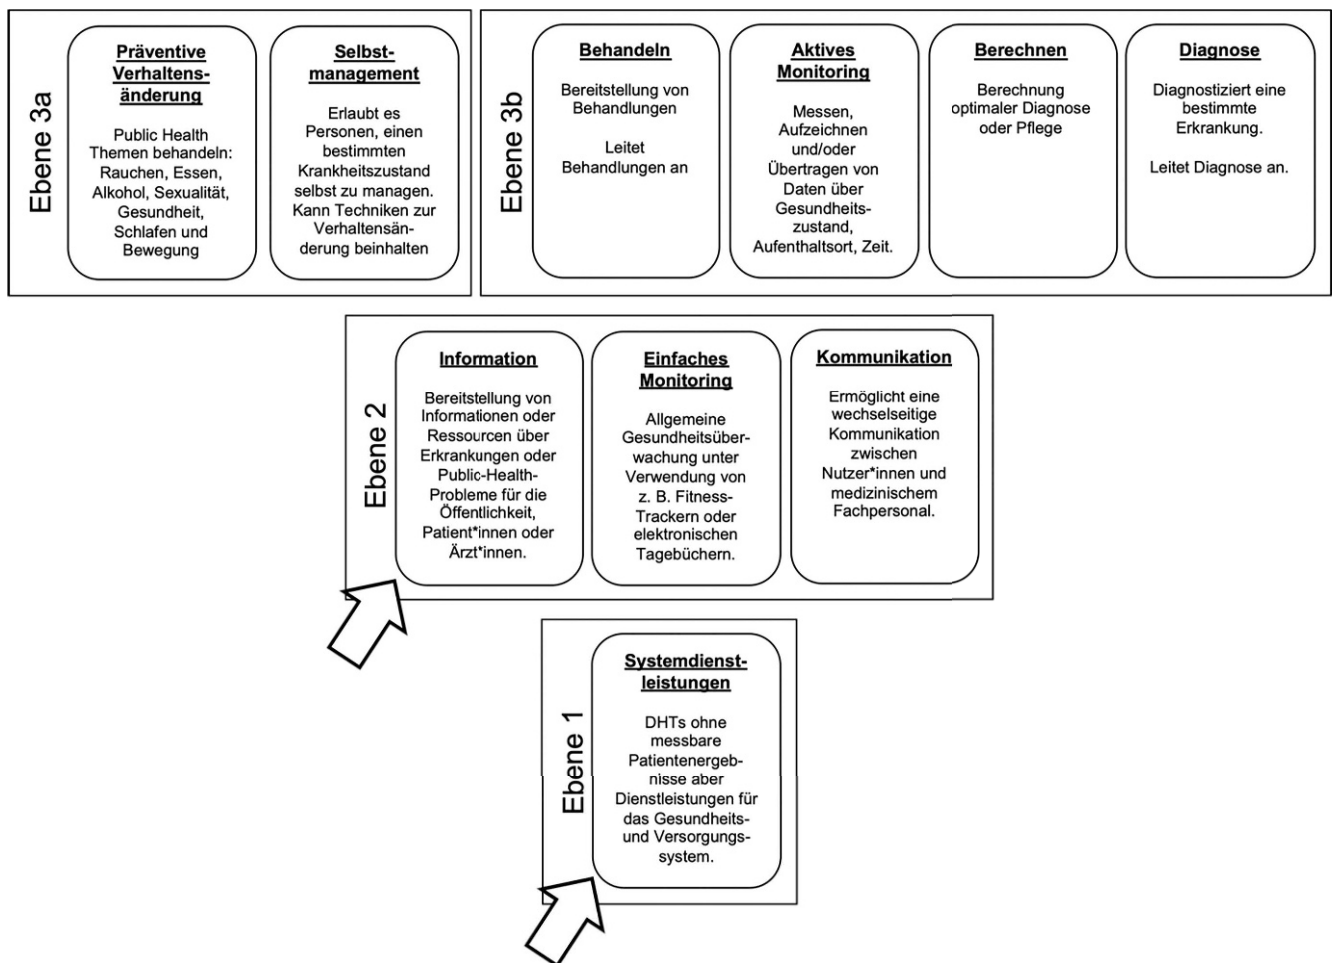 Ebene 3a
Präventive
Verhaltens-
änderung
Public Health
Themen behandeln:
Rauchen, Essen,
Alkohol, Sexualität,
Gesundheit,
Schlafen und
Bewegung
Selbst-
management
Erlaubt es
Personen, einen
bestimmten
Krankheitszustand
selbst zu managen.
Kann Techniken zur
Verhaltensän-
derung beinhalten
Ebene 3b
Behandeln
Bereitstellung von
Behandlungen
Leitet
Behandlungen an
Aktives
Monitoring
Messen,
Aufzeichnen
und/oder
Übertragen von
Daten über
Gesundheits-
zustand,
Aufenthaltsort, Zeit.
Berechnen
Berechnung
optimaler Diagnose
oder Pflege
Diagnose
Diagnostiziert eine
bestimmte
Erkrankung.
Leitet Diagnose an.
Ebene 2
Information
Bereitstellung von
Informationen oder
Ressourcen über
Erkrankungen oder
Public-Health-
Probleme für die
Öffentlichkeit,
Patient*innen oder
Ärzt*innen.
Einfaches
Monitoring
Allgemeine
Gesundheitsüber-
wachung unter
Verwendung von
z. B. Fitness-
Trackern oder
elektronischen
Tagebüchern.
Kommunikation
Ermöglicht eine
wechselseitige
Kommunikation
zwischen
Nutzer*innen und
medizinischem
Fachpersonal.
Ebene 1
Systemdienst-
leistungen
DHTs ohne
messbare
Patientenergeb-
nisse aber
Dienstleistungen für
das Gesundheits-
und Versorgungs-
system.